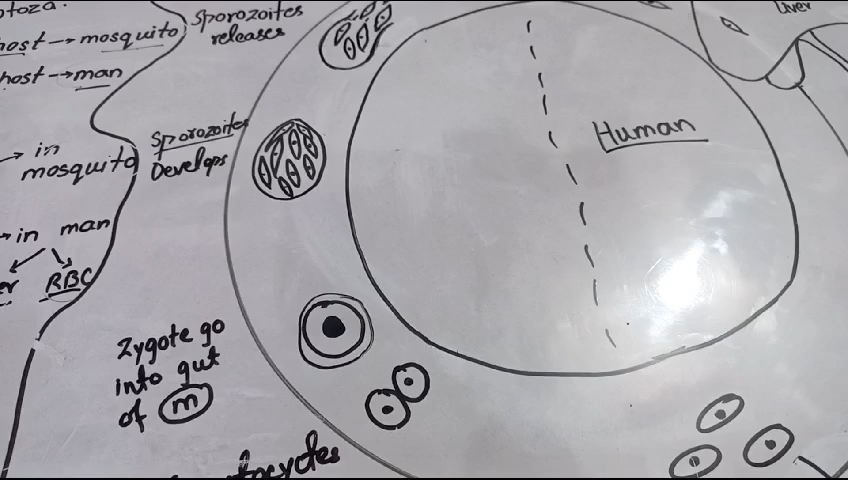 host → mosquito
host → man
→ in
mosquito
→ in man
RBC
Sporozoites
releases
Sporozoites
Develops
Zygote go
into gut
of m
Human
Liver